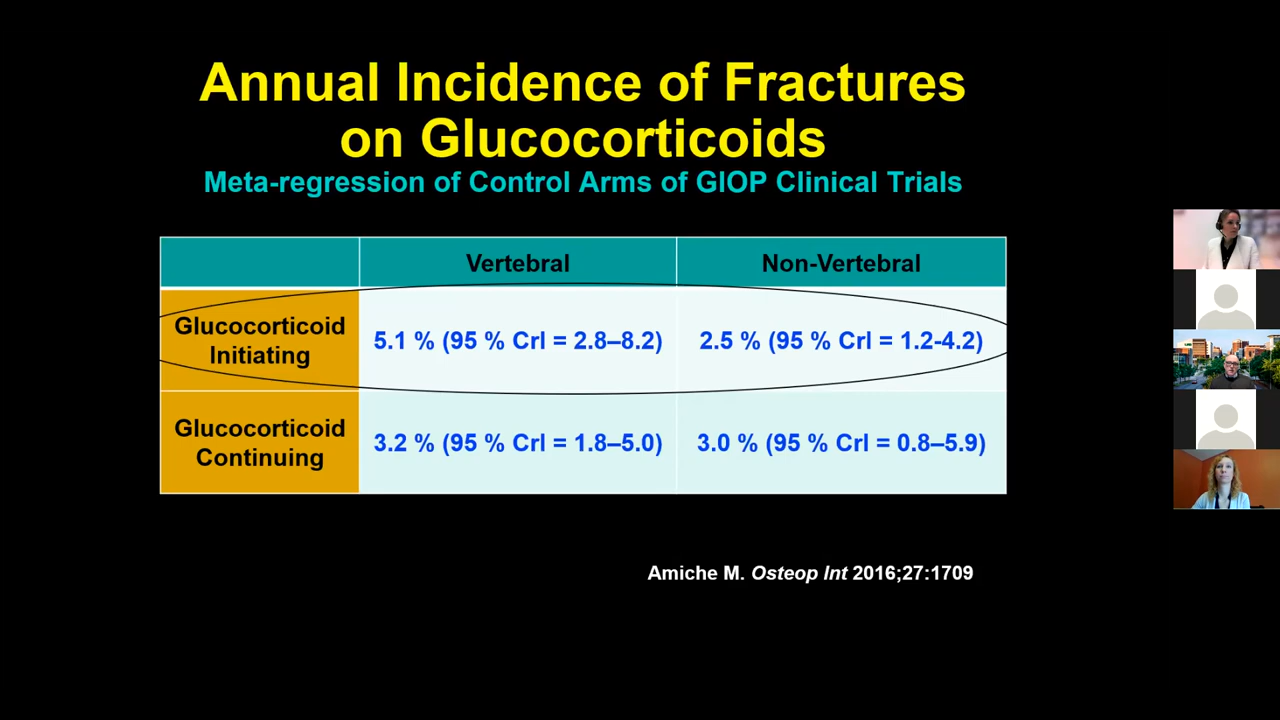 Annual Incidence of Fractures
on Glucocorticoids
Meta-regression of Control Arms of GIOP Clinical Trials
Vertebral
Non-Vertebral
Glucocorticoid
Initiating
5.1 % (95 % CrI = 2.8–8.2)
2.5 % (95 % CrI = 1.2-4.2)
Glucocorticoid
Continuing
3.2 % (95 % CrI = 1.8–5.0)
3.0 % (95 % CrI = 0.8–5.9)
Amiche M. Osteop Int 2016;27:1709